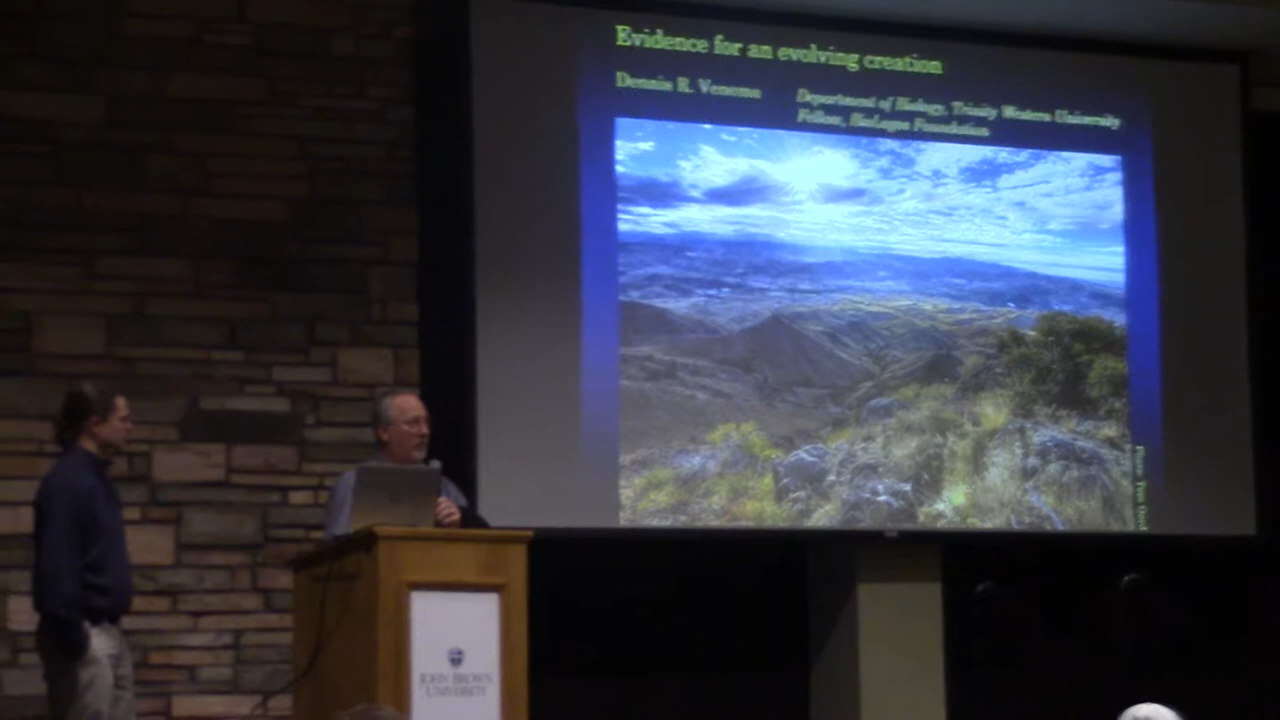 Evidence for an evolving creation
Dennis R. Venema
Department of Biology, Trinity Western University
Fellow, BioLogos Foundation
JOHN BROWN
UNIVERSITY